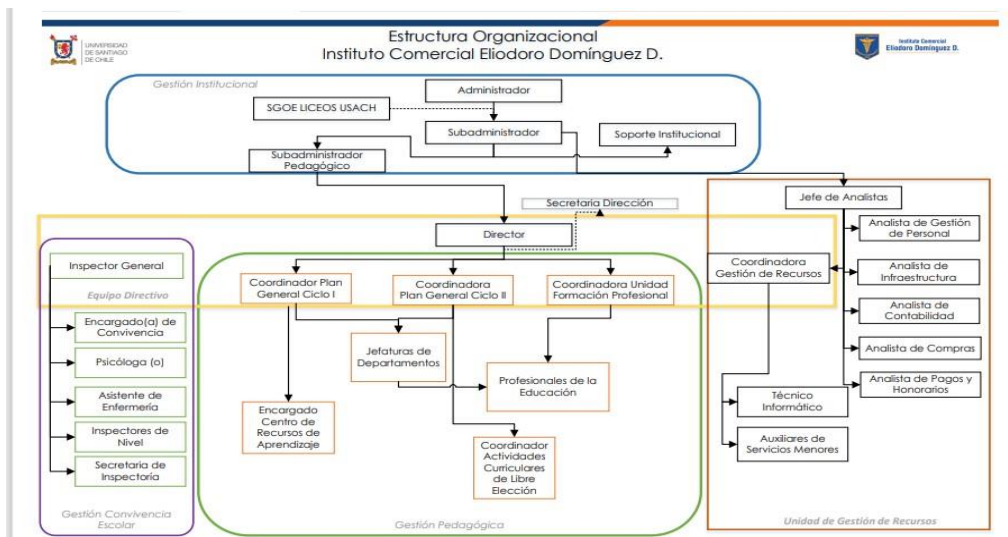 Estructura Organizacional
Instituto Comercial Eliodoro Domínguez D.
UNIVERSIDAD
DE SANTIAGO
DE CHILE
Instituto Comercial
Eliodoro Domínguez D.
Gestión Institucional
Administrador
SGOE LICEOS USACH
Subadministrador
Soporte Institucional
Subadministrador
Pedagógico
Jefe de Analistas
Secretaria Dirección
Analista de Gestión
de Personal
Director
Inspector General
Coordinador Plan
General Ciclo I
Coordinadora
Plan General Ciclo II
Coordinadora Unidad
Formación Profesional
Coordinadora
Gestión de Recursos
Analista de
Infraestructura
Equipo Directivo
Analista de
Contabilidad
Encargado(a) de
Convivencia
Jefaturas de
Departamentos
Analista de Compras
Psicóloga (o)
Profesionales de la
Educación
Analista de Pagos y
Honorarios
Asistente de
Enfermería
Técnico
Informático
Encargado
Centro de
Recursos de
Aprendizaje
Inspectores de
Nivel
Auxiliares de
Servicios Menores
Coordinador
Actividades
Curriculares
de Libre
Elección
Secretaria de
Inspectoría
Gestión Convivencia
Escolar
Gestión Pedagógica
Unidad de Gestión de Recursos